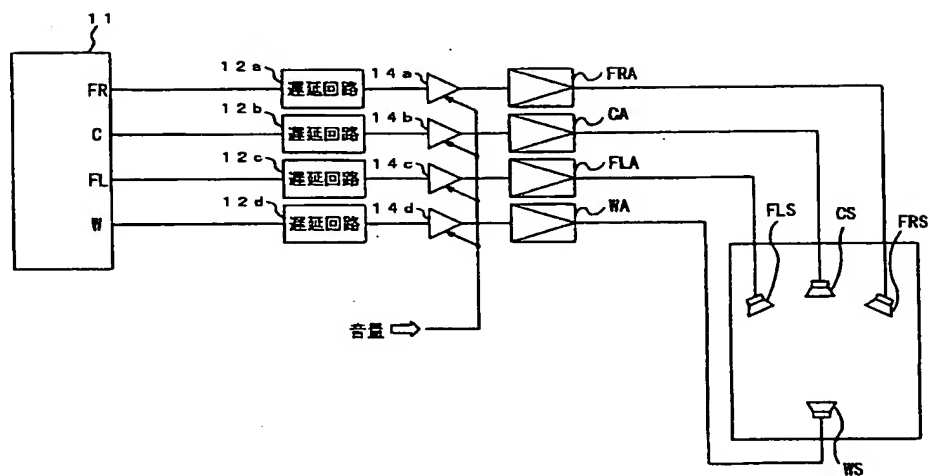 11
FR
12a
遅延回路
14a
FRA
C
12b
遅延回路
14b
CA
FL
12c
遅延回路
14c
FLA
W
12d
遅延回路
14d
WA
FLS
CS
FRS
音量
WS